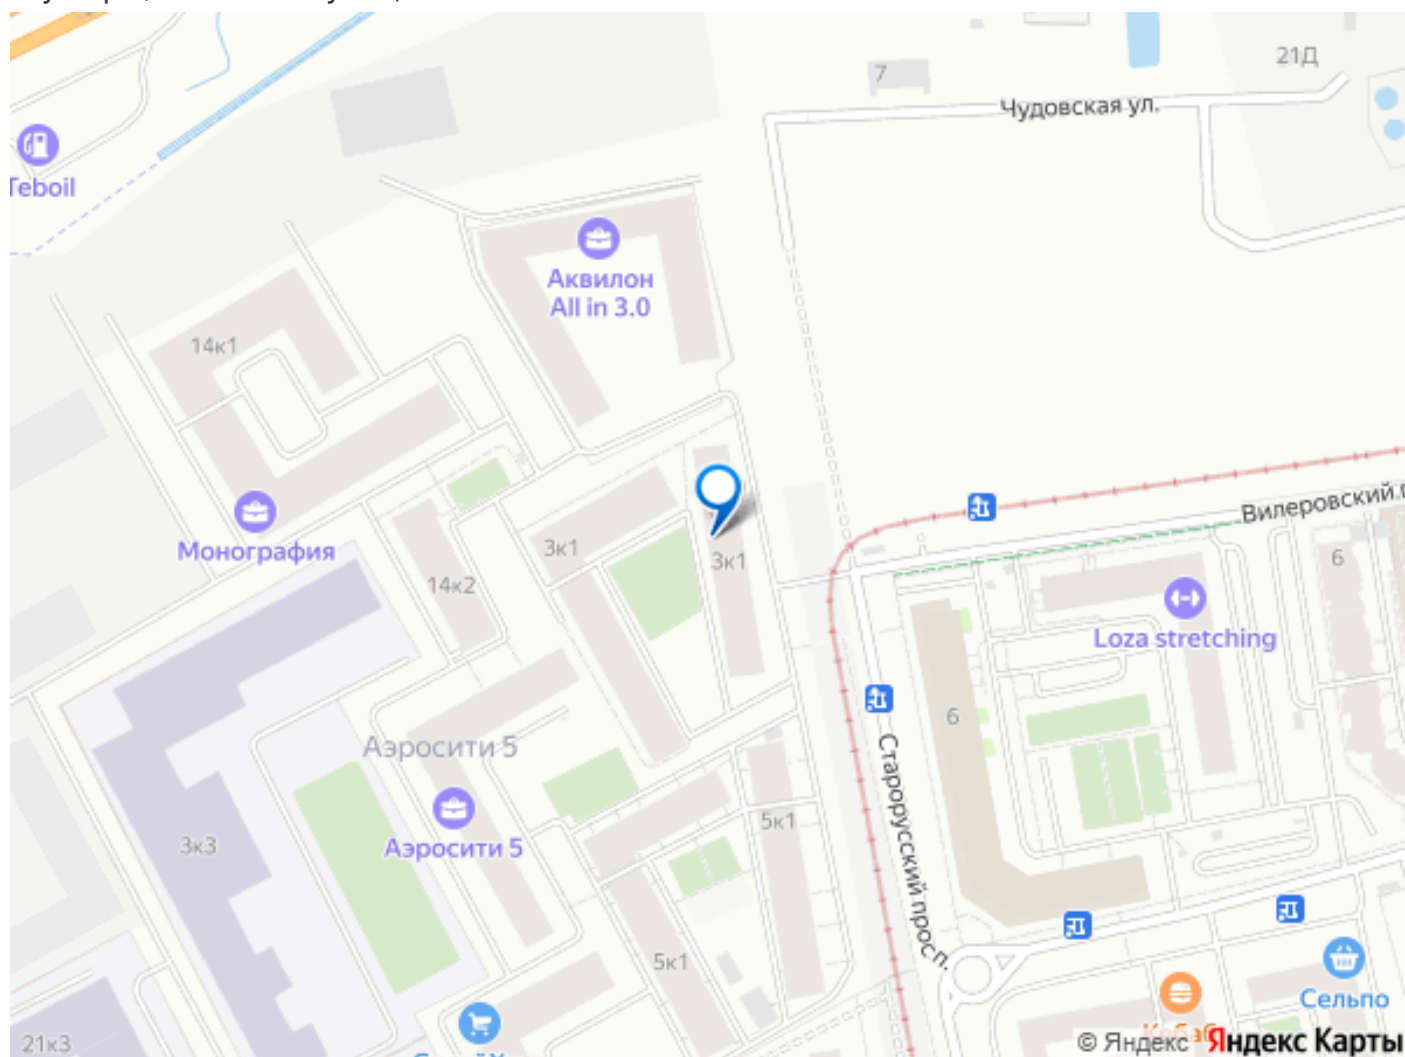 21Д
7
Чудовская ул.
Teboil
Аквилон
All in 3.0
14к1
Вилеровский
Монография
3к1
3к1
6
14к2
Loza stretching
6
Аэросити 5
Старорусский просп.
5к1
3к3
Аэросити 5
5к1
Сельпо
21к3
© Яндекс Яндекс Карты